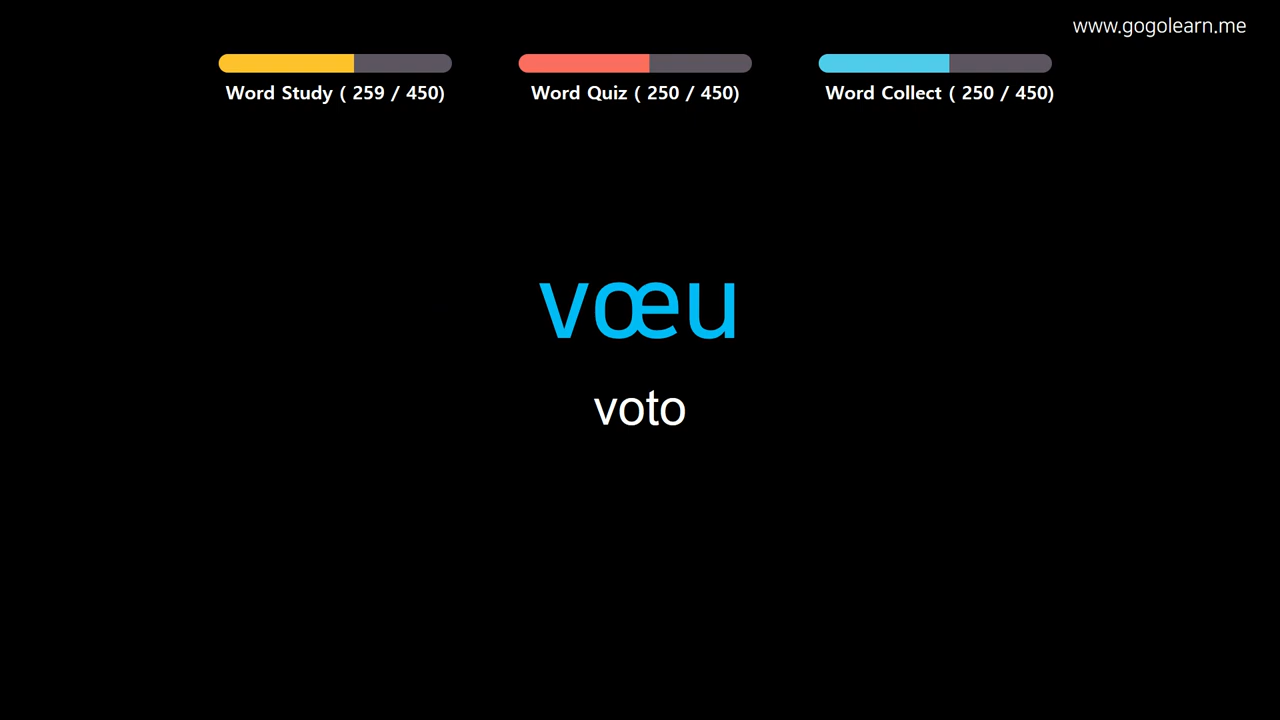 www.gogolearn.me
Word Study ( 259 / 450)
Word Quiz ( 250 / 450)
Word Collect ( 250 / 450)
vœu
voto